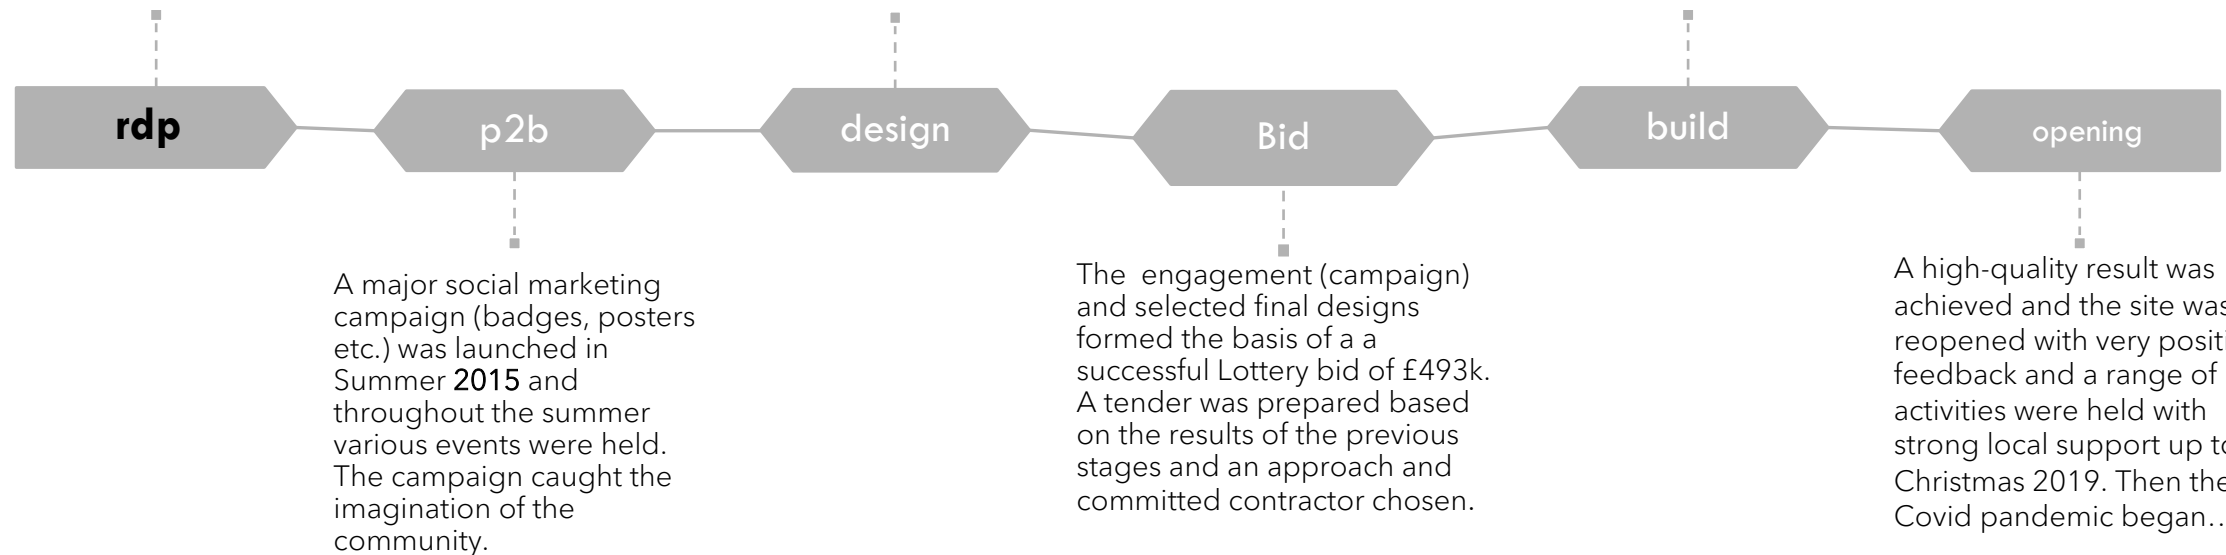 rdp
p2b
design
Bid
build
opening
A major social marketing
campaign (badges, posters
etc.) was launched in
Summer 2015 and
throughout the summer
various events were held.
The campaign caught the
imagination of the
community.
The engagement (campaign)
and selected final designs
formed the basis of a a
successful Lottery bid of £493k.
A tender was prepared based
on the results of the previous
stages and an approach and
committed contractor chosen.
A high-quality result was
achieved and the site was
reopened with very positi
feedback and a range of
activities were held with
strong local support up to
Christmas 2019. Then the
Covid pandemic began..